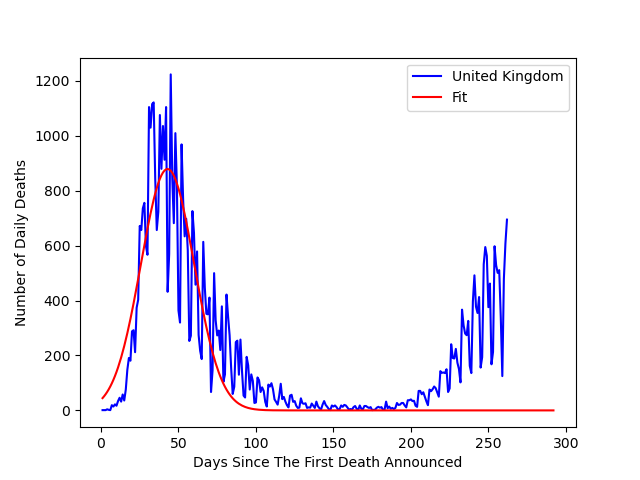 United Kingdom
Fit
Number of Daily Deaths
1200
1000
800
600
400
200
0
0 50 100 150 200 250 300
Days Since The First Death Announced